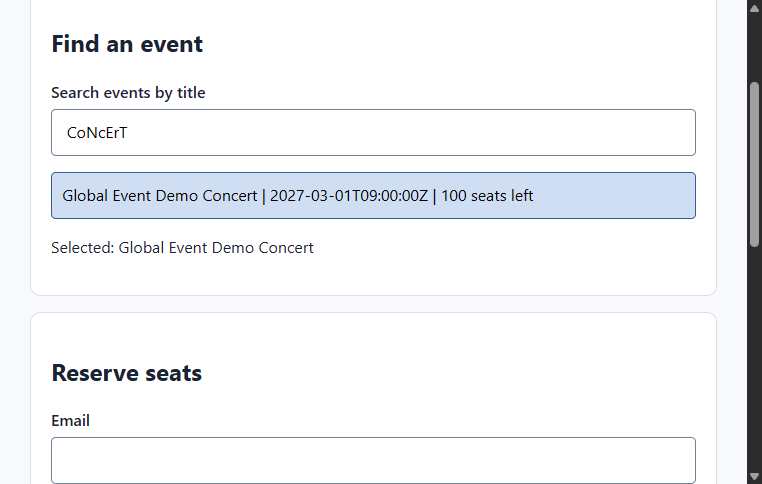 Find an event
Search events by title
CoNcErT
Global Event Demo Concert | 2027-03-01T09:00:00Z | 100 seats left
Selected: Global Event Demo Concert
Reserve seats
Email